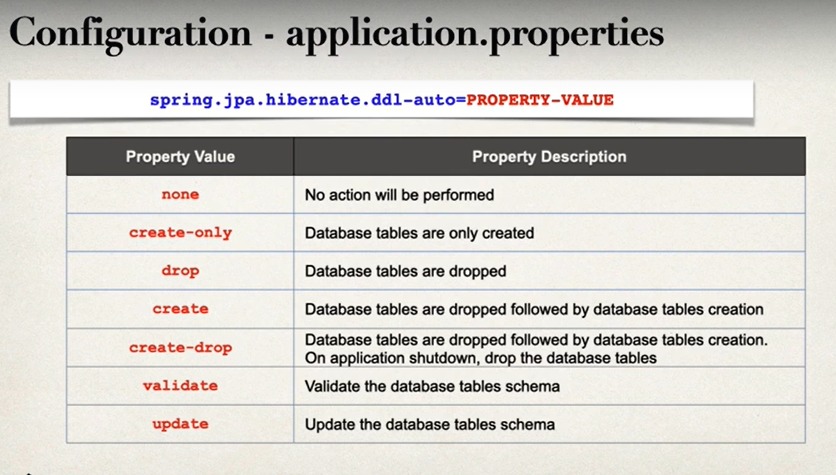 Configuration - application.properties
spring.jpa.hibernate.ddl-auto=PROPERTY-VALUE
Property Value Property Description
none No action will be performed
create-only Database tables are only created
drop Database tables are dropped
create Database tables are dropped followed by database tables creation
create-drop Database tables are dropped followed by database tables creation.
On application shutdown, drop the database tables
validate Validate the database tables schema
update Update the database tables schema